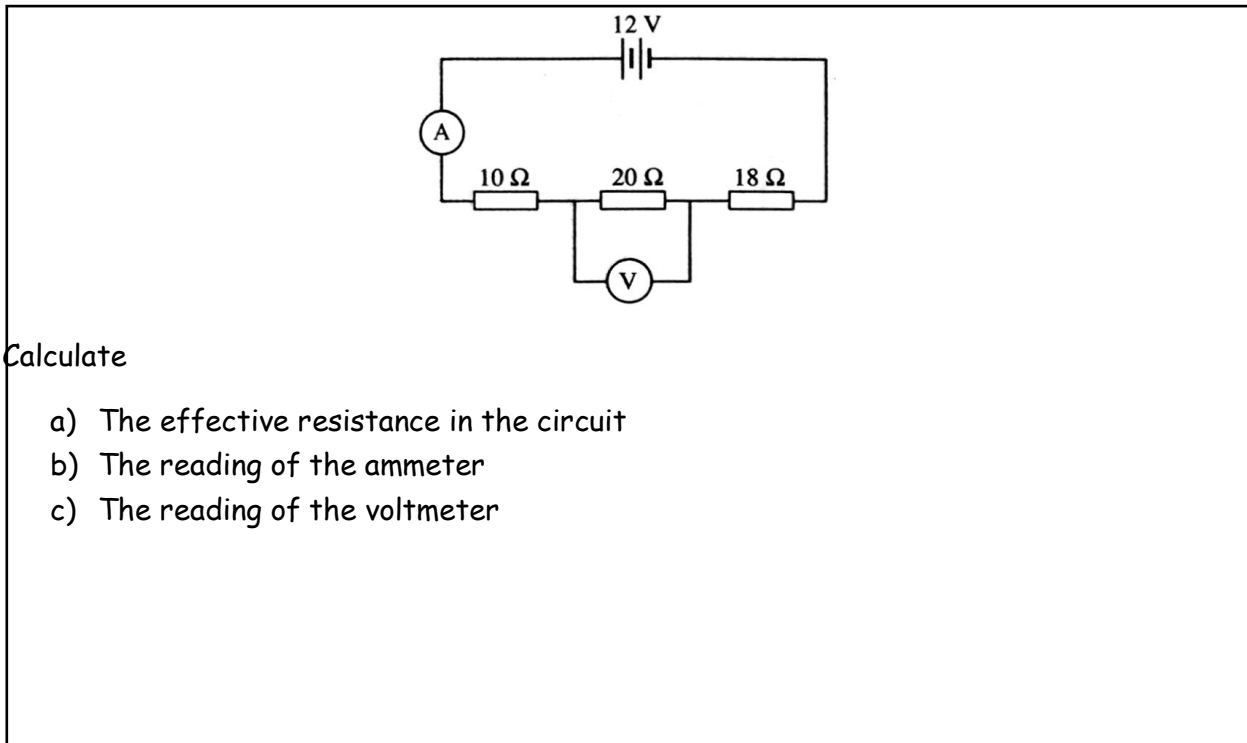 12 V
A
10 Ω 20 Ω 18 Ω
V
Calculate
a) The effective resistance in the circuit
b) The reading of the ammeter
c) The reading of the voltmeter